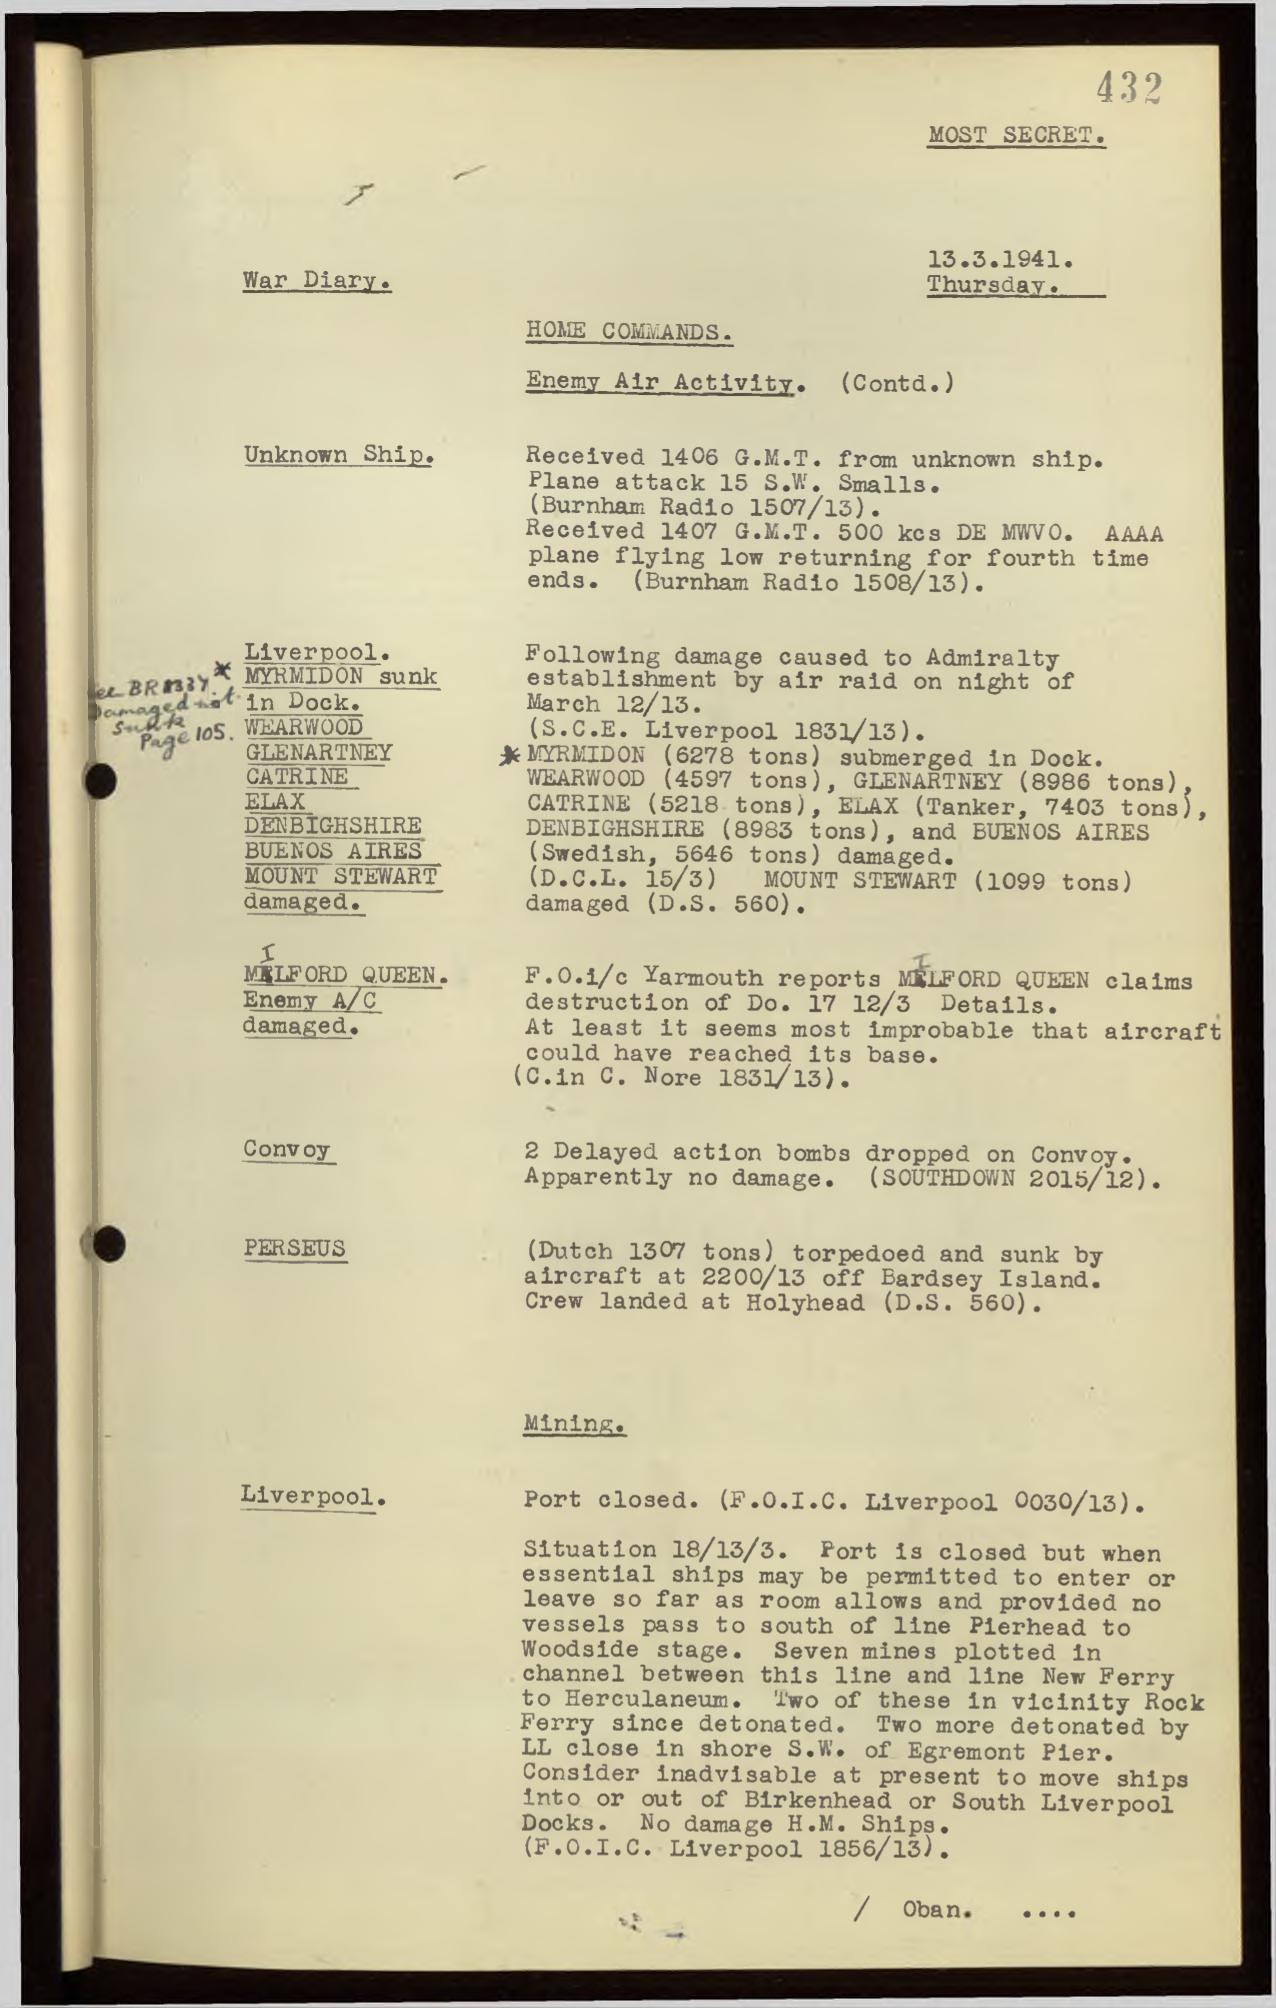 432
MOST SECRET.
13.3.1941.
War Diary.
Thursday.
HOME COMMANDS.
Enemy Air Activity. (Contd.)
Unknown Ship.
Received 1406 G.M.T. from unknown ship.
Plane attack 15 S.W. Smalls.
(Burnham Radio 1507/13).
Received 1407 G.M.T. 500 kcs DE MWVO. AAAA
plane flying low returning for fourth time
ends. (Burnham Radio 1508/13).
Liverpool.
MYRMIDON sunk
in Dock.
WEARWOOD
GLENARTNEY
CATRINE
ELAX
DENBIGHSHIRE
BUENOS AIRES
MOUNT STEWART
damaged.
*
See BR 1337.
Damaged not
sunk
Page 105.
Following damage caused to Admiralty
establishment by air raid on night of
March 12/13.
(S.C.E. Liverpool 1831/13).
* MYRMIDON (6278 tons) submerged in Dock.
WEARWOOD (4597 tons), GLENARTNEY (8986 tons),
CATRINE (5218 tons), ELAX (Tanker, 7403 tons),
DENBIGHSHIRE (8983 tons), and BUENOS AIRES
(Swedish, 5646 tons) damaged.
(D.C.L. 15/3) MOUNT STEWART (1099 tons)
damaged (D.S. 560).
MILFORD QUEEN.
Enemy A/C
damaged.
F.O.i/c Yarmouth reports MILFORD QUEEN claims
destruction of Do. 17 12/3 Details.
At least it seems most improbable that aircraft
could have reached its base.
(C.in C. Nore 1831/13).
Convoy
2 Delayed action bombs dropped on Convoy.
Apparently no damage. (SOUTHDOWN 2015/12).
PERSEUS
(Dutch 1307 tons) torpedoed and sunk by
aircraft at 2200/13 off Bardsey Island.
Crew landed at Holyhead (D.S. 560).
Mining.
Liverpool.
Port closed. (F.O.I.C. Liverpool 0030/13).
Situation 18/13/3. Port is closed but when
essential ships may be permitted to enter or
leave so far as room allows and provided no
vessels pass to south of line Pierhead to
Woodside stage. Seven mines plotted in
channel between this line and line New Ferry
to Herculaneum. Two of these in vicinity Rock
Ferry since detonated. Two more detonated by
LL close in shore S.W. of Egremont Pier.
Consider inadvisable at present to move ships
into or out of Birkenhead or South Liverpool
Docks. No damage H.M. Ships.
(F.O.I.C. Liverpool 1856/13).
/ Oban. ....